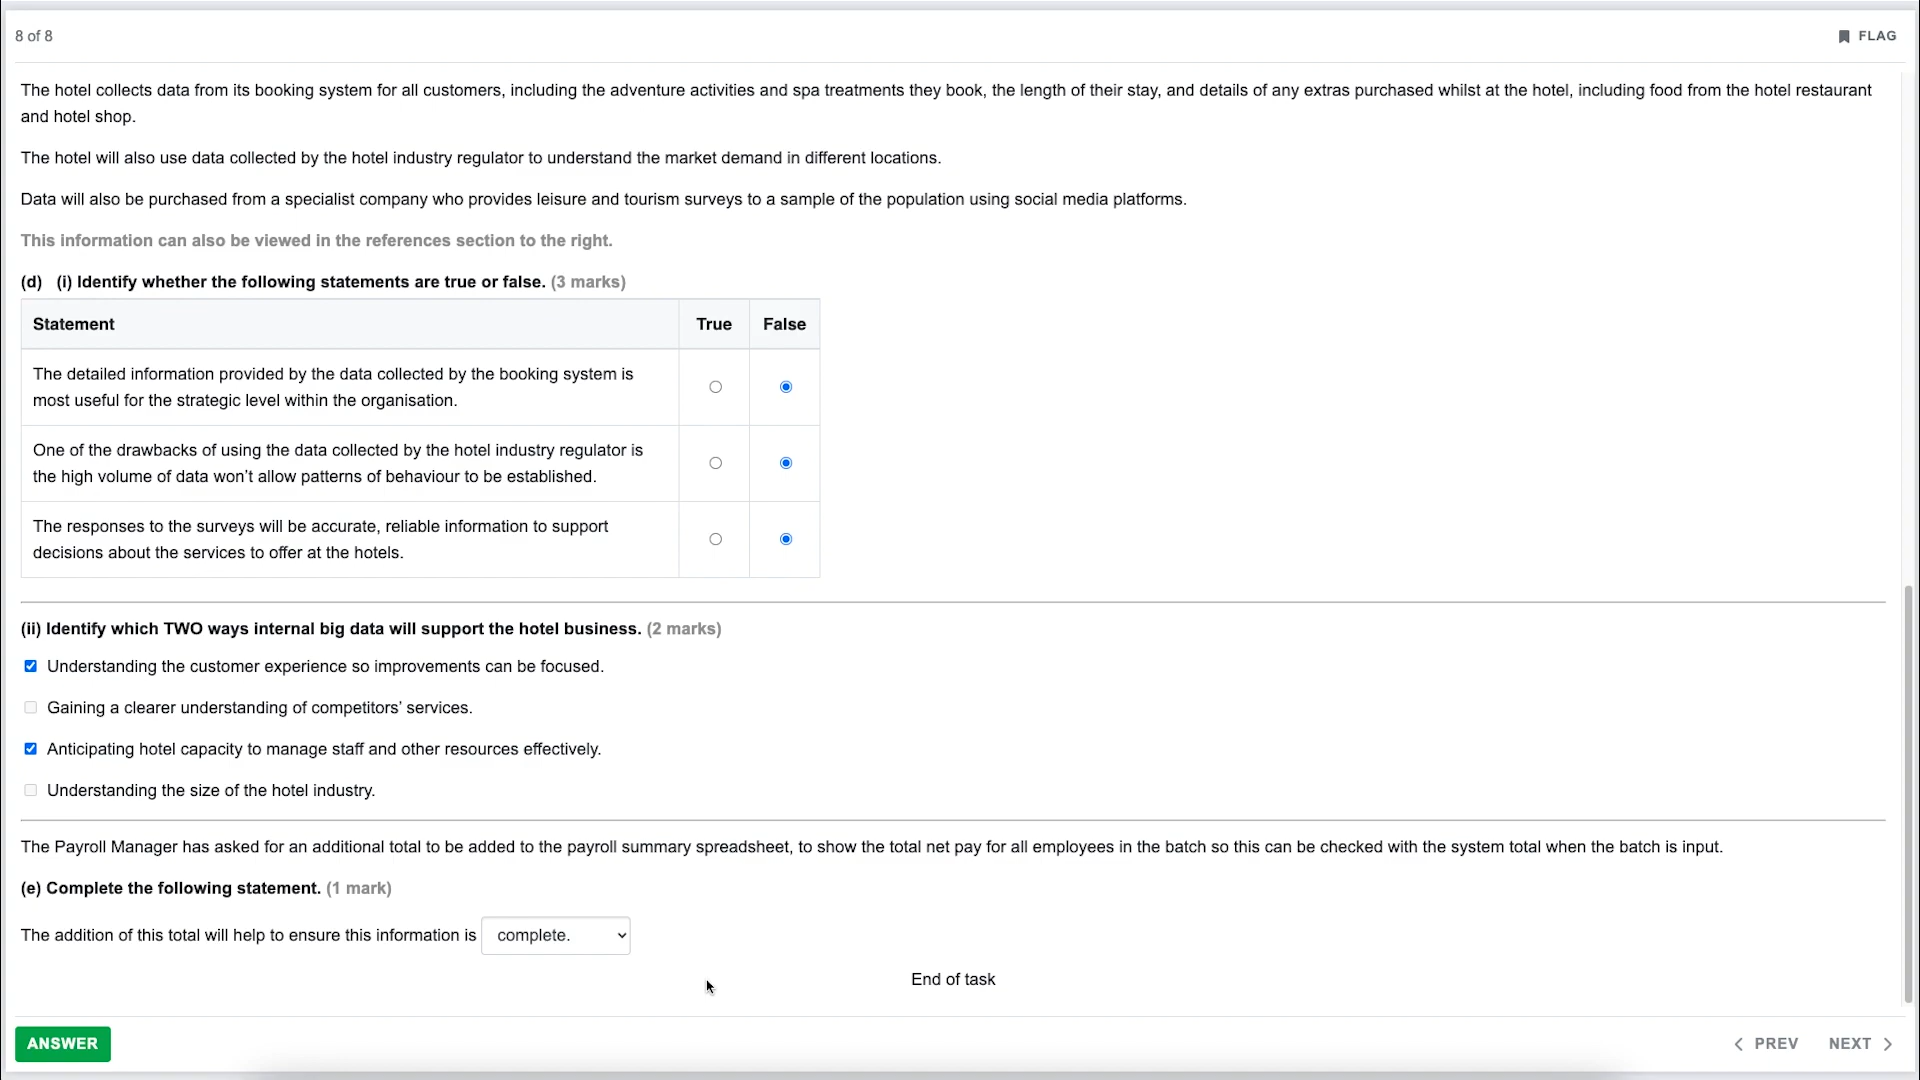 8 of 8
FLAG
The hotel collects data from its booking system for all customers, including the adventure activities and spa treatments they book, the length of their stay, and details of any extras purchased whilst at the hotel, including food from the hotel restaurant
and hotel shop.
The hotel will also use data collected by the hotel industry regulator to understand the market demand in different locations.
Data will also be purchased from a specialist company who provides leisure and tourism surveys to a sample of the population using social media platforms.
This information can also be viewed in the references section to the right.
(d) (i) Identify whether the following statements are true or false. (3 marks)
Statement True False
The detailed information provided by the data collected by the booking system is
most useful for the strategic level within the organisation.
One of the drawbacks of using the data collected by the hotel industry regulator is
the high volume of data won’t allow patterns of behaviour to be established.
The responses to the surveys will be accurate, reliable information to support
decisions about the services to offer at the hotels.
(ii) Identify which TWO ways internal big data will support the hotel business. (2 marks)
Understanding the customer experience so improvements can be focused.
Gaining a clearer understanding of competitors’ services.
Anticipating hotel capacity to manage staff and other resources effectively.
Understanding the size of the hotel industry.
The Payroll Manager has asked for an additional total to be added to the payroll summary spreadsheet, to show the total net pay for all employees in the batch so this can be checked with the system total when the batch is input.
(e) Complete the following statement. (1 mark)
The addition of this total will help to ensure this information is complete.
End of task
ANSWER
PREV NEXT